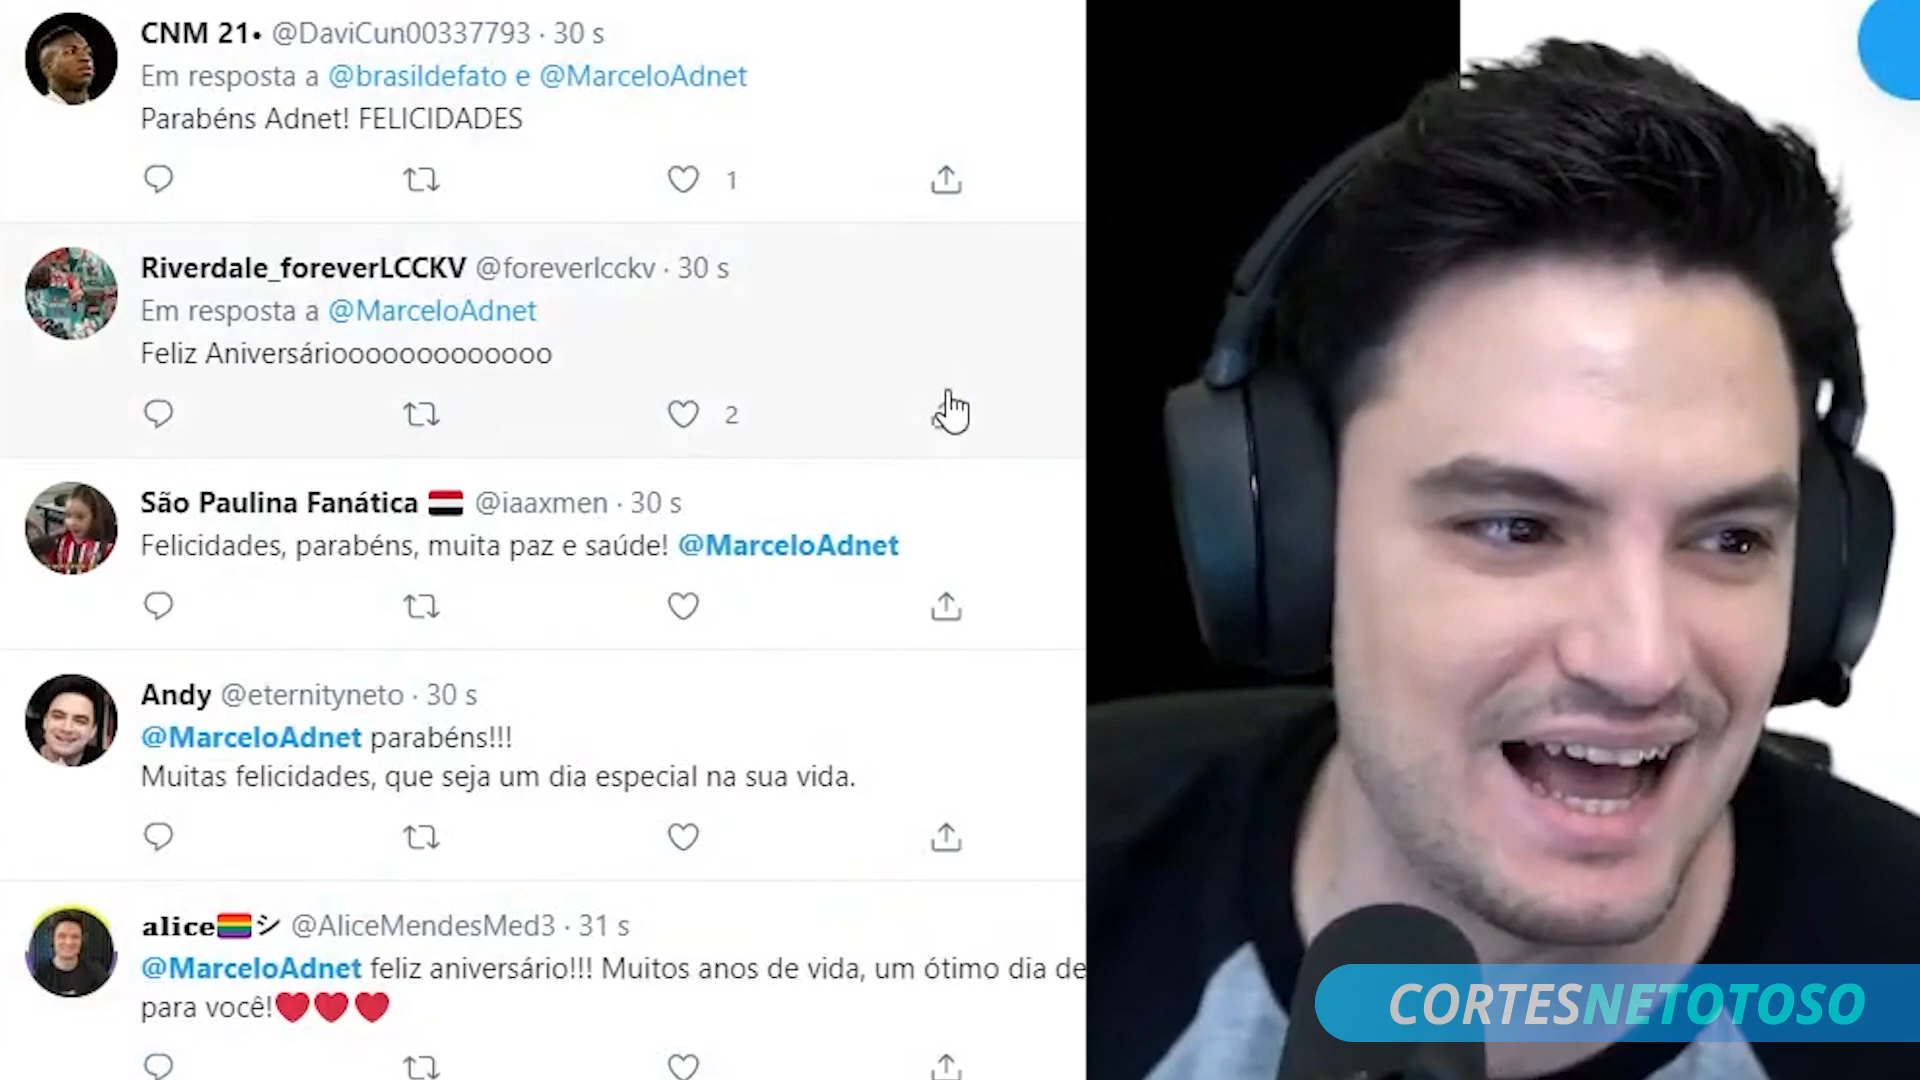 CNM 21• @DaviCun00337793 · 30 s
Em resposta a @brasildefato e @MarceloAdnet
Parabéns Adnet! FELICIDADES
1
Riverdale_foreverLCCKV @foreverlcckv · 30 s
Em resposta a @MarceloAdnet
Feliz Aniversáriooooooooooooo
2
São Paulina Fanática @iaaxmen · 30 s
Felicidades, parabéns, muita paz e saúde! @MarceloAdnet
Andy @eternityneto · 30 s
@MarceloAdnet parabéns!!!
Muitas felicidades, que seja um dia especial na sua vida.
alice🏳️‍🌈シ @AliceMendesMed3 · 31 s
@MarceloAdnet feliz aniversário!!! Muitos anos de vida, um ótimo dia de
para você!❤❤❤
CORTESNETOTOSO